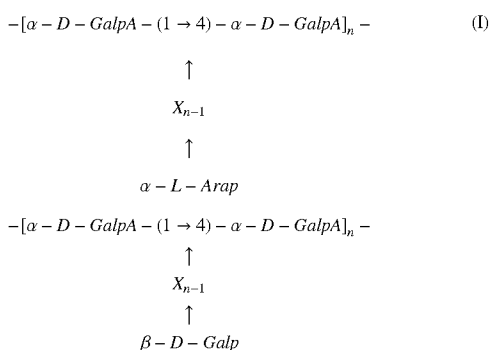 −[α − D − GalpA − (1 → 4) − α − D − GalpA]ₙ − (I)
↑
Xₙ₋₁
↑
α − L − Arap
−[α − D − GalpA − (1 → 4) − α − D − GalpA]ₙ −
↑
Xₙ₋₁
↑
β − D − Galp